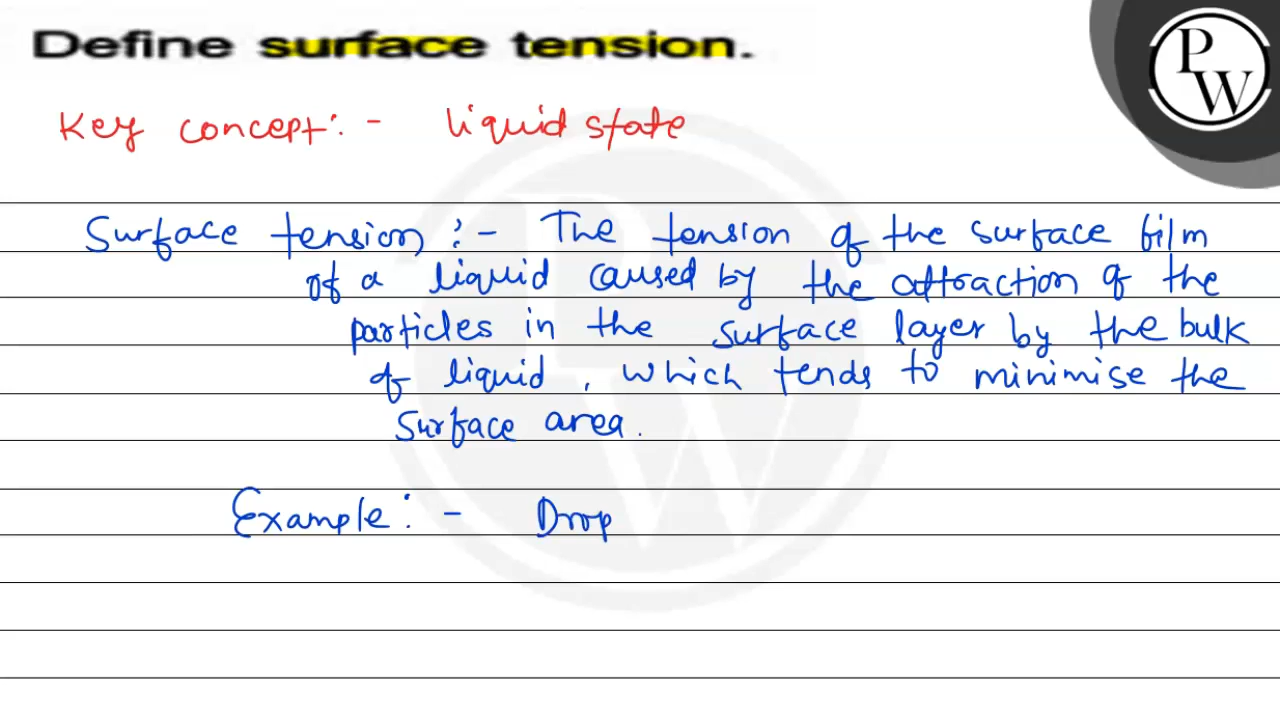 Define surface tension.
PW
Key concept:- liquid state
Surface tension:- The tension of the surface film
of a liquid caused by the attraction of the
particles in the surface layer by the bulk
of liquid, which tends to minimise the
surface area.
Example:- Drop